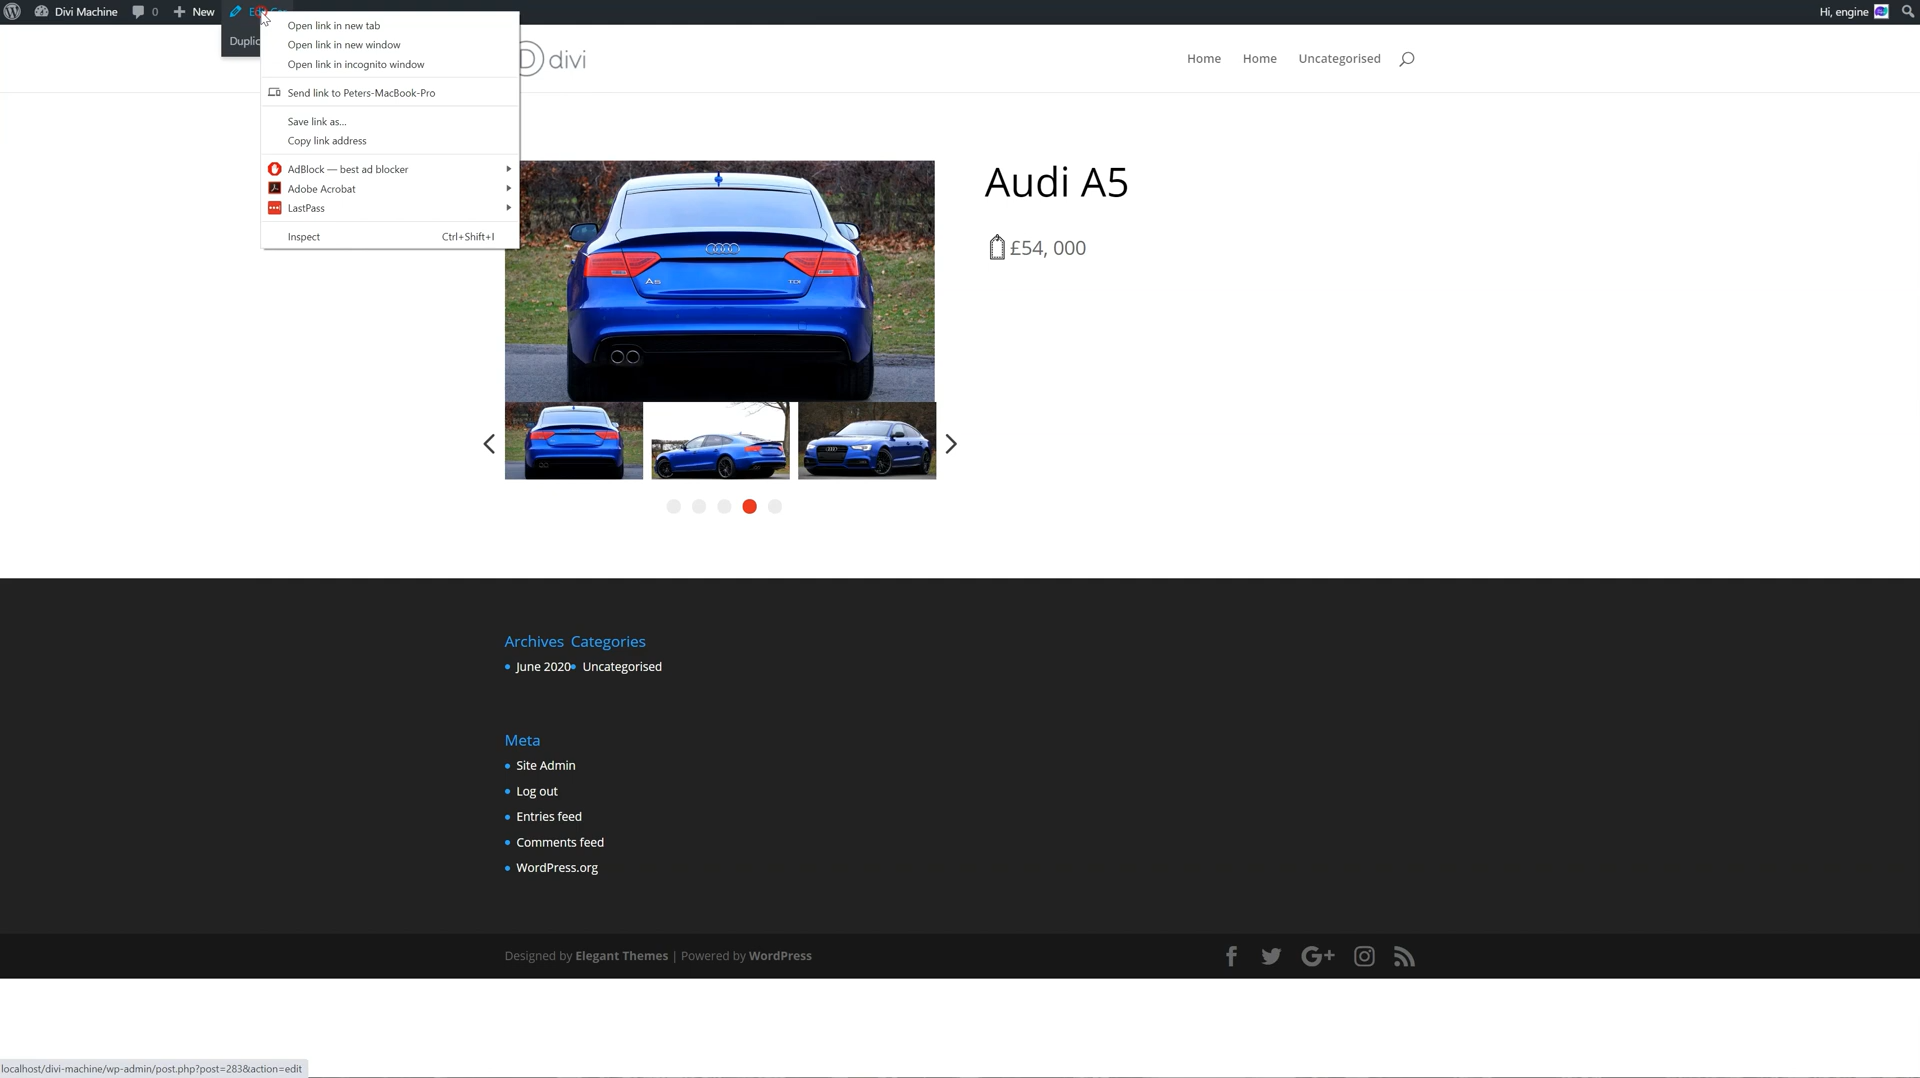 Divi Machine 0 New Hi, engine
Duplic
Open link in new tab
Open link in new window
Open link in incognito window
Send link to Peters-MacBook-Pro
Save link as...
Copy link address
AdBlock — best ad blocker
Adobe Acrobat
LastPass
Inspect Ctrl+Shift+I
D divi
Home Home Uncategorised
Audi A5
£54, 000
A5 TDI
Archives Categories
June 2020 Uncategorised
Meta
Site Admin
Log out
Entries feed
Comments feed
WordPress.org
Designed by Elegant Themes | Powered by WordPress
localhost/divi-machine/wp-admin/post.php?post=283&action=edit